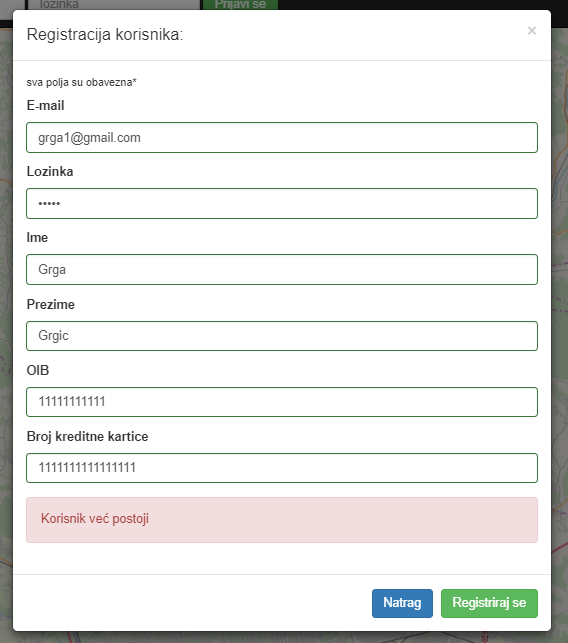 lozinka
Prijavi se
Registracija korisnika:
×
sva polja su obavezna*
E-mail
grga1@gmail.com
Lozinka
•••••
Ime
Grga
Prezime
Grgic
OIB
11111111111
Broj kreditne kartice
1111111111111111
Korisnik već postoji
Natrag
Registriraj se